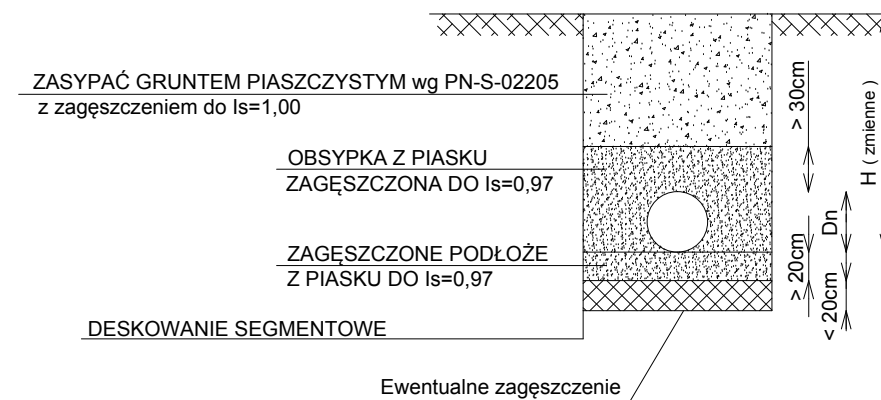 ZASYPAĆ GRUNTEM PIASZCZYSTYM wg PN-S-02205
z zagęszczeniem do Is=1,00
OBSYPKA Z PIASKU
ZAGĘSZCZONA DO Is=0,97
ZAGĘSZCZONE PODŁOŻE
Z PIASKU DO Is=0,97
DESKOWANIE SEGMENTOWE
Ewentualne zagęszczenie
> 30cm
> 20cm
Dn
< 20cm
H ( zmienne )